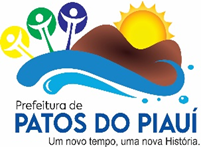 Prefeitura de
PATOS DO PIAUÍ
Um novo tempo, uma nova História.